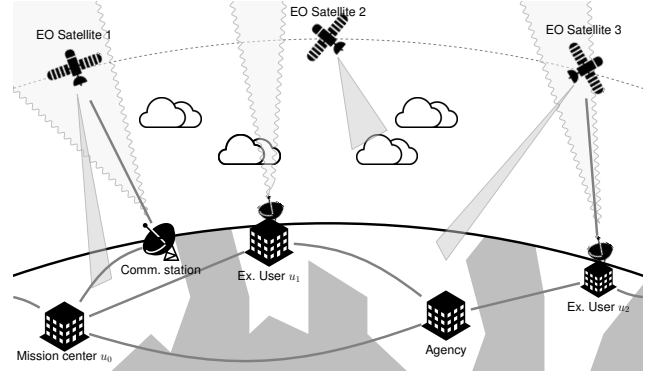 EO Satellite 2
EO Satellite 1
EO Satellite 3
Comm. station
Ex. User u₁
Ex. User u₂
Mission center u₀
Agency